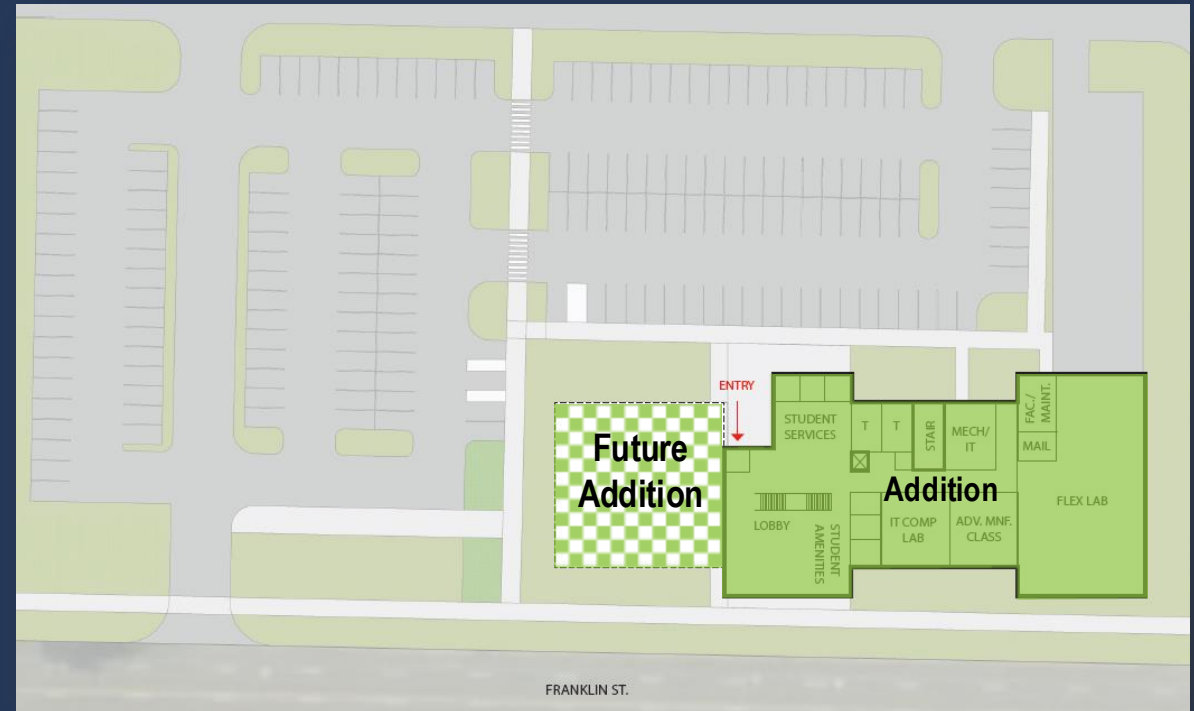 ENTRY
STUDENT
SERVICES
T
T
STAIR
MECH/
IT
FAC./
MAINT.
MAIL
Future
Addition
Addition
FLEX LAB
LOBBY
STUDENT
AMENITIES
IT COMP
LAB
ADV. MNF.
CLASS
FRANKLIN ST.